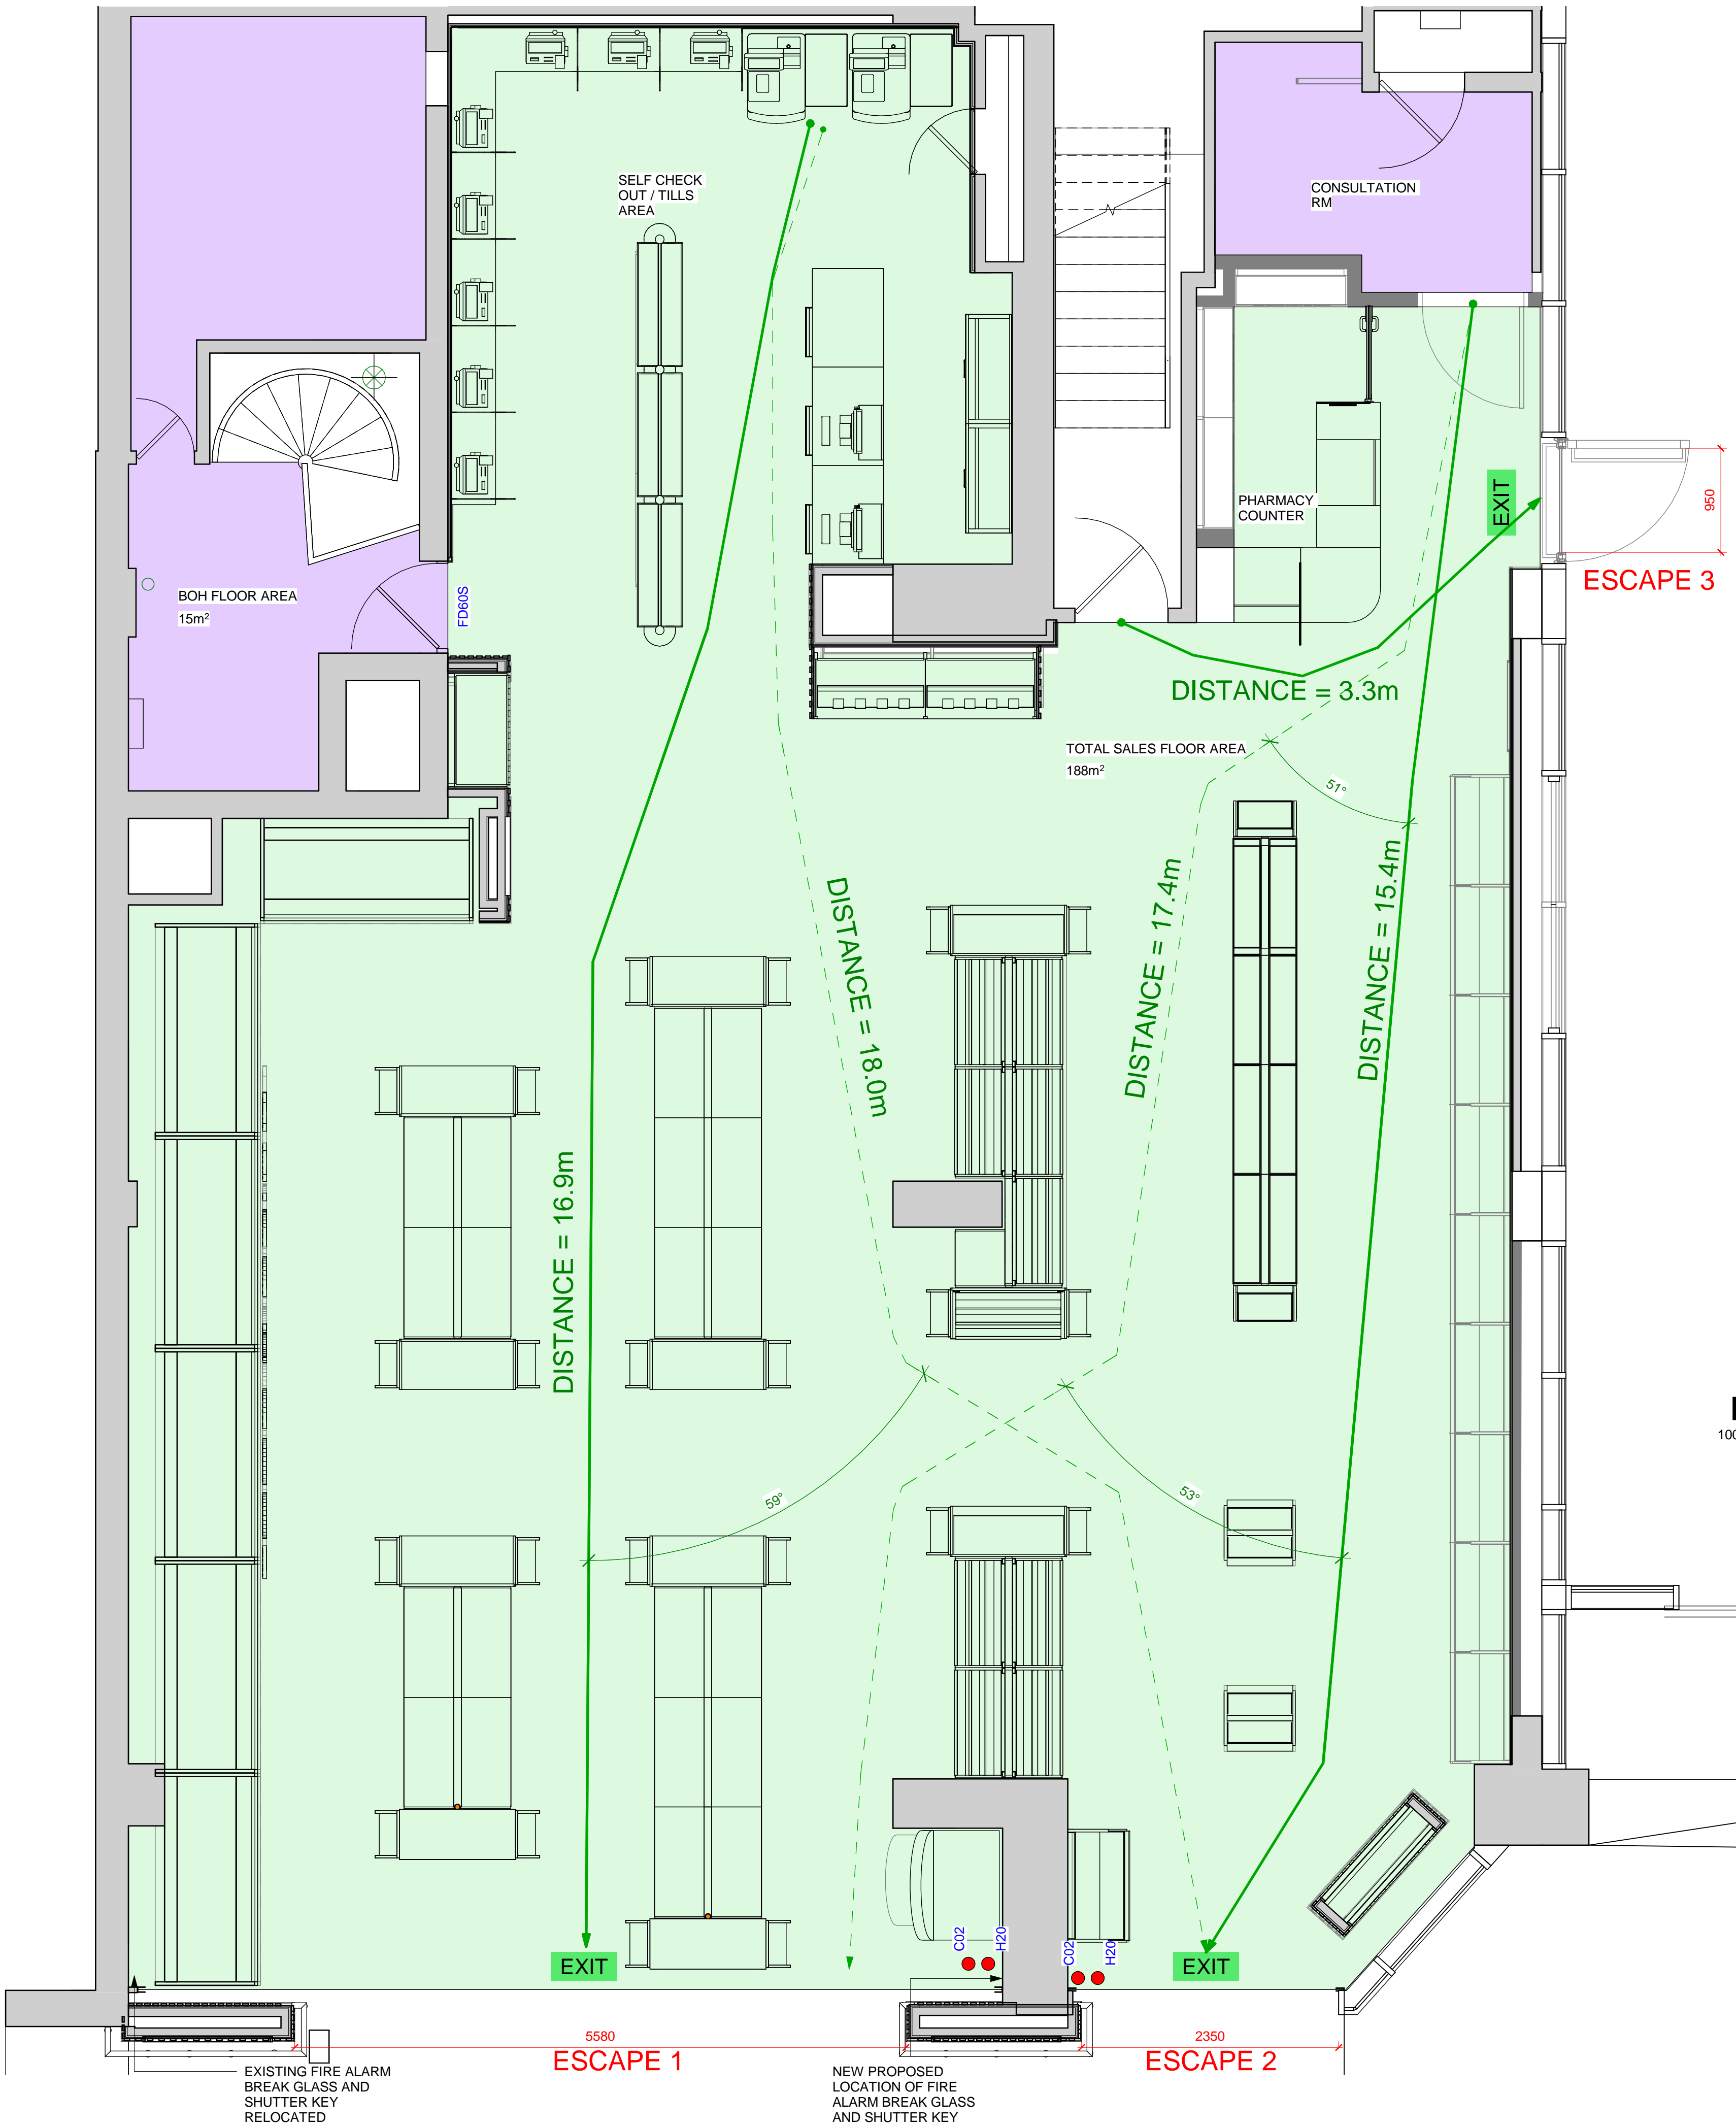 SELF CHECK
OUT / TILLS
AREA
CONSULTATION
RM
PHARMACY
COUNTER
EXIT
950
ESCAPE 3
BOH FLOOR AREA
15m²
FD60S
DISTANCE = 3.3m
TOTAL SALES FLOOR AREA
188m²
51°
DISTANCE = 18.0m
DISTANCE = 17.4m
DISTANCE = 15.4m
DISTANCE = 16.9m
100
59°
53°
C02
H20
C02
H20
EXIT
EXIT
5580
ESCAPE 1
2350
ESCAPE 2
EXISTING FIRE ALARM
BREAK GLASS AND
SHUTTER KEY
RELOCATED
NEW PROPOSED
LOCATION OF FIRE
ALARM BREAK GLASS
AND SHUTTER KEY